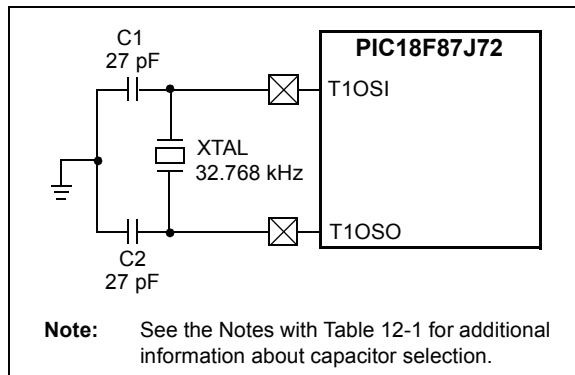 C1
27 pF
PIC18F87J72
T1OSI
XTAL
32.768 kHz
T1OSO
C2
27 pF
Note: See the Notes with Table 12-1 for additional
information about capacitor selection.